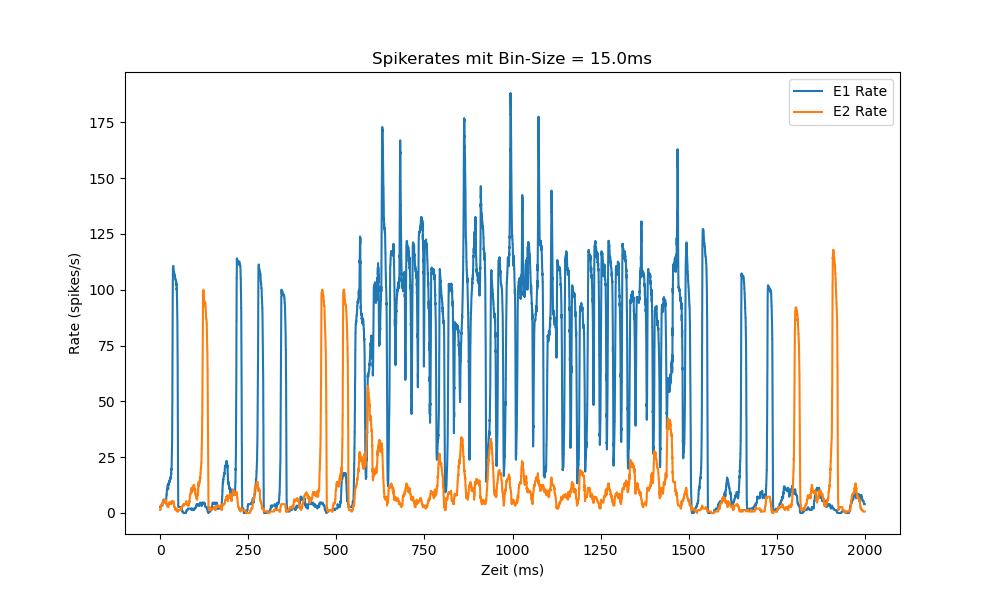 Spikerates mit Bin-Size = 15.0ms
E1 Rate
E2 Rate
Rate (spikes/s)
175
150
125
100
75
50
25
0
0 250 500 750 1000 1250 1500 1750 2000
Zeit (ms)